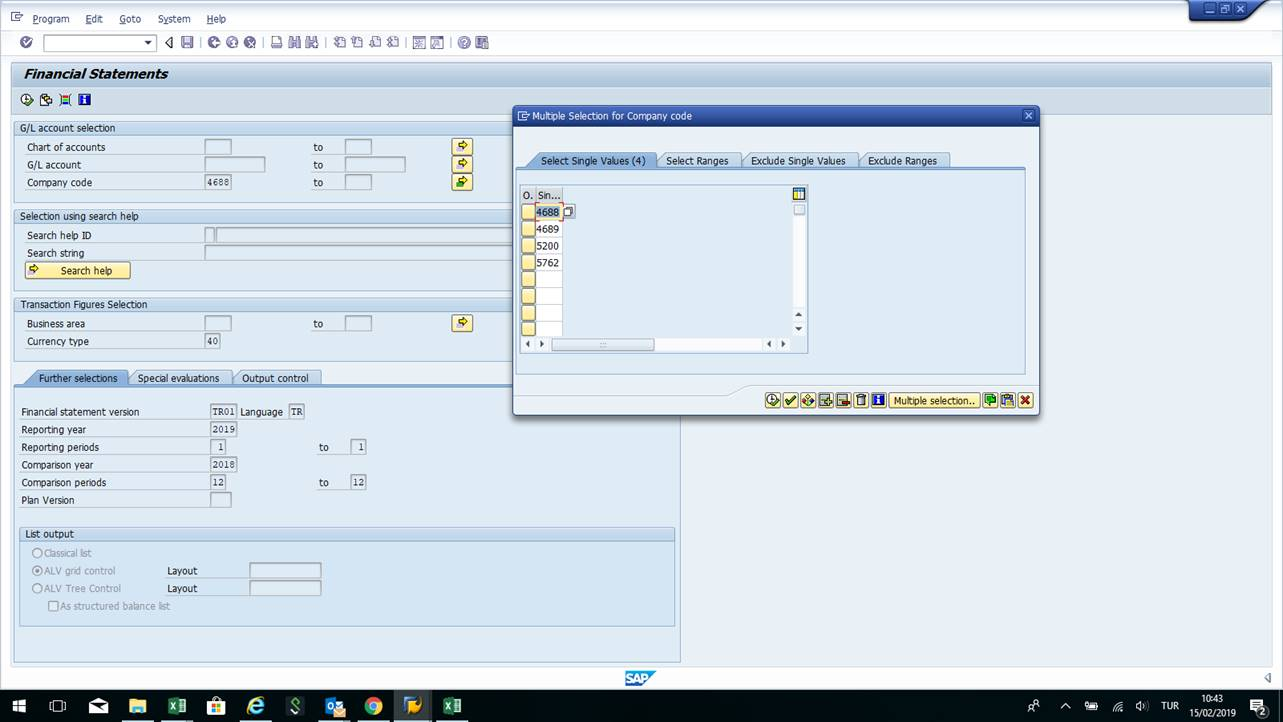 Program Edit Goto System Help
Financial Statements
G/L account selection
Chart of accounts to
G/L account to
Company code 4688 to
Selection using search help
Search help ID
Search string
Search help
Transaction Figures Selection
Business area to
Currency type 40
Further selections Special evaluations Output control
Financial statement version TR01 Language TR
Reporting year 2019
Reporting periods 1 to 1
Comparison year 2018
Comparison periods 12 to 12
Plan Version
List output
Classical list
ALV grid control Layout
ALV Tree Control Layout
As structured balance list
Multiple Selection for Company code
Select Single Values (4) Select Ranges Exclude Single Values Exclude Ranges
O. Sin...
4688
4689
5200
5762
Multiple selection..
SAP
TUR
10:43
15/02/2019
2